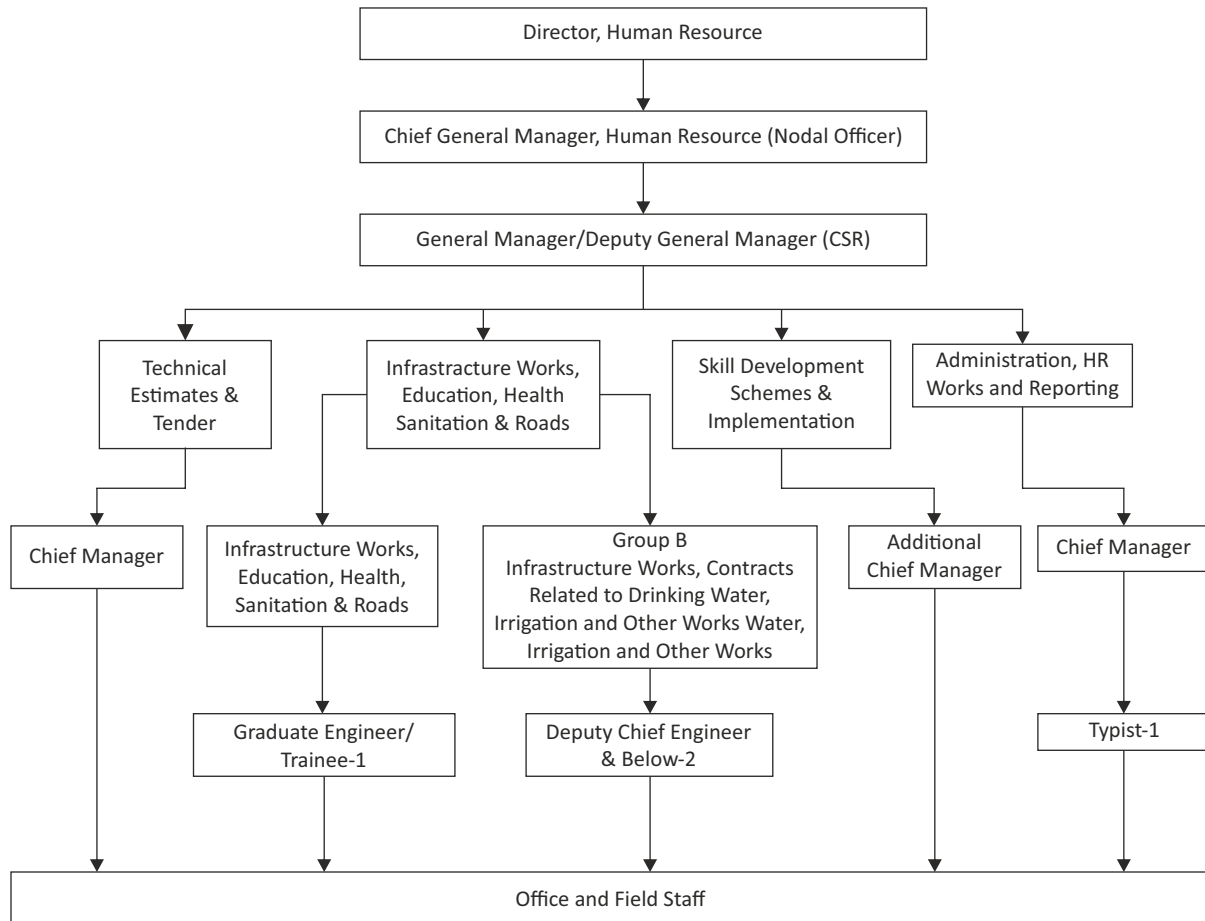 Director, Human Resource
Chief General Manager, Human Resource (Nodal Officer)
General Manager/Deputy General Manager (CSR)
Technical
Estimates &
Tender
Infrastracture Works,
Education, Health
Sanitation & Roads
Skill Development
Schemes &
Implementation
Administration, HR
Works and Reporting
Chief Manager
Infrastructure Works,
Education, Health,
Sanitation & Roads
Group B
Infrastructure Works, Contracts
Related to Drinking Water,
Irrigation and Other Works Water,
Irrigation and Other Works
Additional
Chief Manager
Chief Manager
Graduate Engineer/
Trainee-1
Deputy Chief Engineer
& Below-2
Typist-1
Office and Field Staff